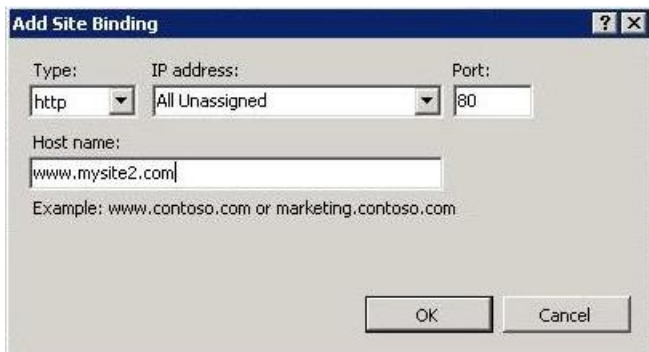 Add Site Binding
Type: IP address: Port:
http All Unassigned 80
Host name:
www.mysite2.com
Example: www.contoso.com or marketing.contoso.com
OK Cancel